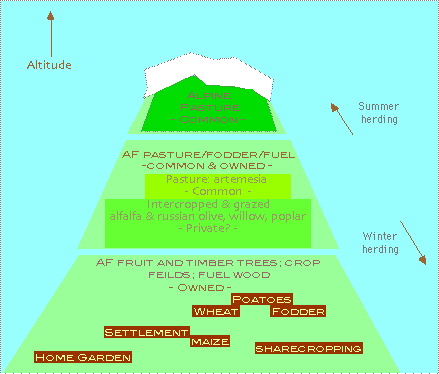 Altitude
Alpine
Pasture
- Common -
Summer
herding
AF pasture/fodder/fuel
-common & owned -
Pasture: artemesia
- Common -
Intercropped & grazed
alfalfa & russian olive, willow, poplar
- Private? -
Winter
herding
AF fruit and timber trees; crop
feilds; fuel wood
- Owned -
Poatoes
Wheat
Fodder
Settlement
maize
sharecropping
Home Garden